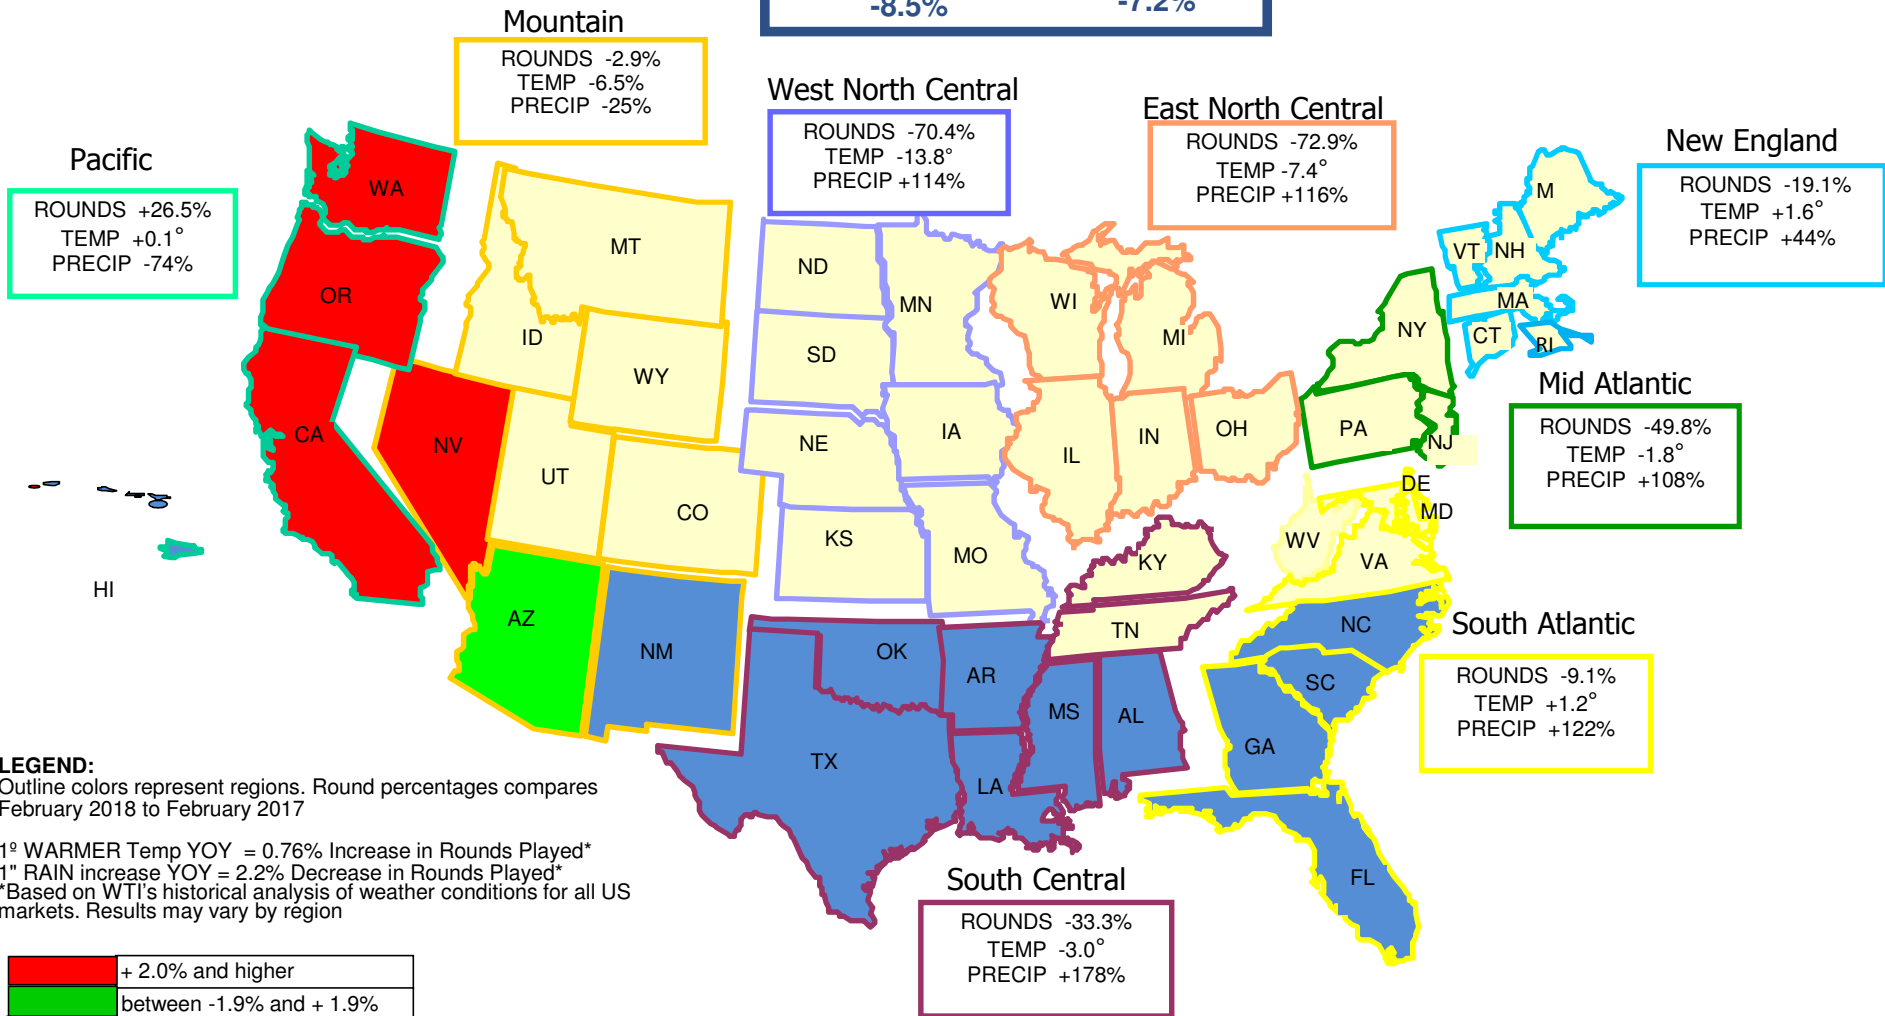 -8.5% -7.2%
Mountain
ROUNDS -2.9%
TEMP -6.5%
PRECIP -25%
West North Central
ROUNDS -70.4%
TEMP -13.8°
PRECIP +114%
East North Central
ROUNDS -72.9%
TEMP -7.4°
PRECIP +116%
New England
ROUNDS -19.1%
TEMP +1.6°
PRECIP +44%
Pacific
ROUNDS +26.5%
TEMP +0.1°
PRECIP -74%
Mid Atlantic
ROUNDS -49.8%
TEMP -1.8°
PRECIP +108%
South Atlantic
ROUNDS -9.1%
TEMP +1.2°
PRECIP +122%
South Central
ROUNDS -33.3%
TEMP -3.0°
PRECIP +178%
WA
OR
CA
NV
ID
MT
WY
UT
CO
AZ
NM
HI
ND
SD
NE
KS
MN
IA
MO
WI
MI
IL
IN
OH
KY
TN
OK
AR
TX
LA
MS
AL
M
VT
NH
MA
CT
RI
NY
PA
NJ
DE
MD
WV
VA
NC
SC
GA
FL
LEGEND:
Outline colors represent regions. Round percentages compares
February 2018 to February 2017
1º WARMER Temp YOY = 0.76% Increase in Rounds Played*
1" RAIN increase YOY = 2.2% Decrease in Rounds Played*
*Based on WTI's historical analysis of weather conditions for all US
markets. Results may vary by region
+ 2.0% and higher
between -1.9% and + 1.9%